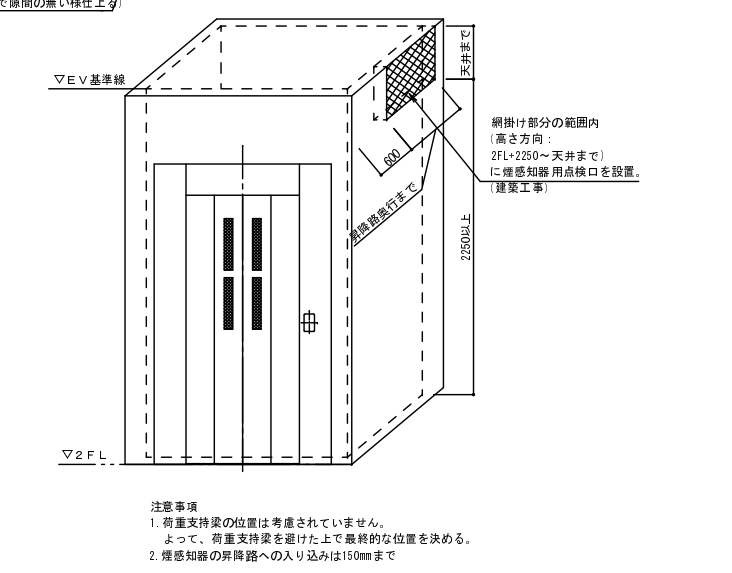 で隙間の無い様仕上る)
▽EV基準線
天井まで
網掛け部分の範囲内
(高さ方向:
2FL+2250~天井まで)
に煙感知器用点検口を設置。
(建築工事)
600
昇降路奥行まで
2250以上
▽2FL
注意事項
1.荷重支持梁の位置は考慮されていません。
よって、荷重支持梁を避けた上で最終的な位置を決める。
2.煙感知器の昇降路への入り込みは150mmまで